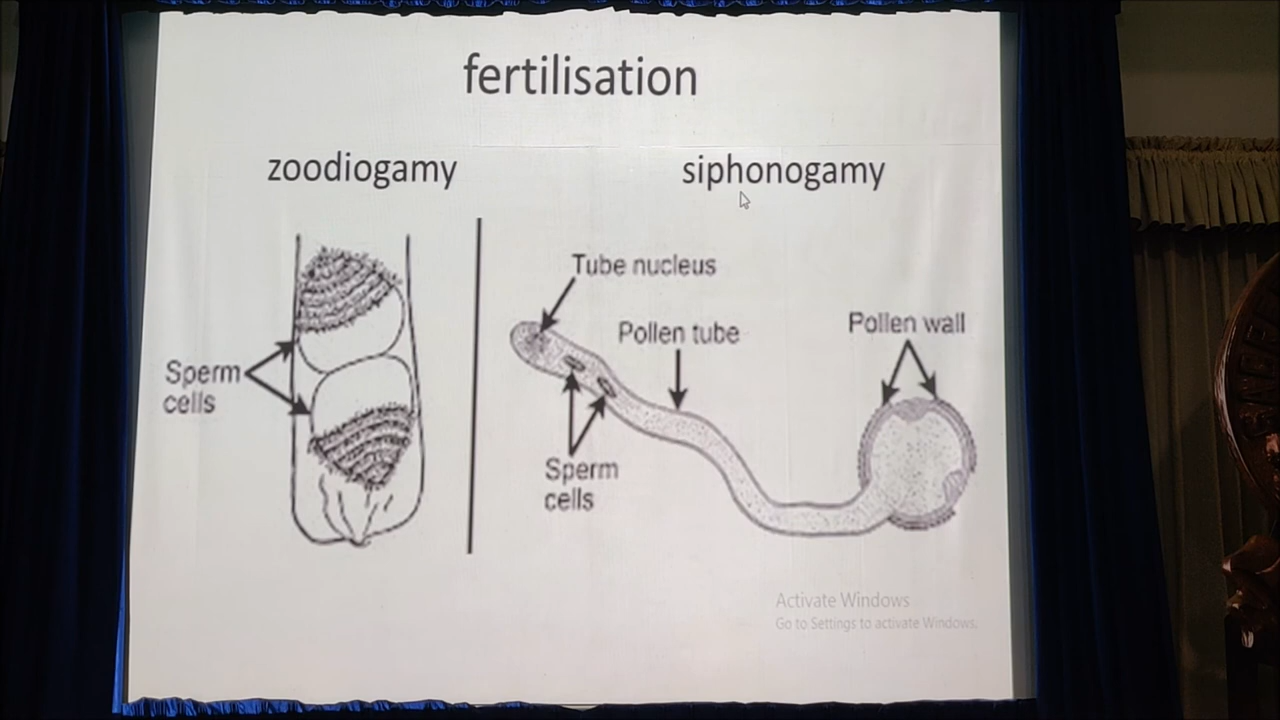 fertilisation
zoodiogamy
siphonogamy
Tube nucleus
Pollen tube
Pollen wall
Sperm
cells
Sperm
cells
Activate Windows
Go to Settings to activate Windows.